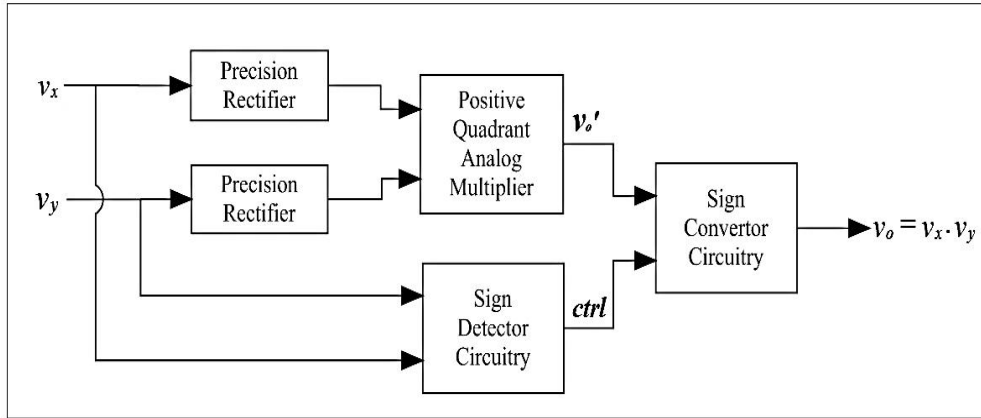 v_x
Precision
Rectifier
Positive
Quadrant
Analog
Multiplier
v_o'
v_y
Precision
Rectifier
Sign
Convertor
Circuitry
v_o = v_x . v_y
Sign
Detector
Circuitry
ctrl